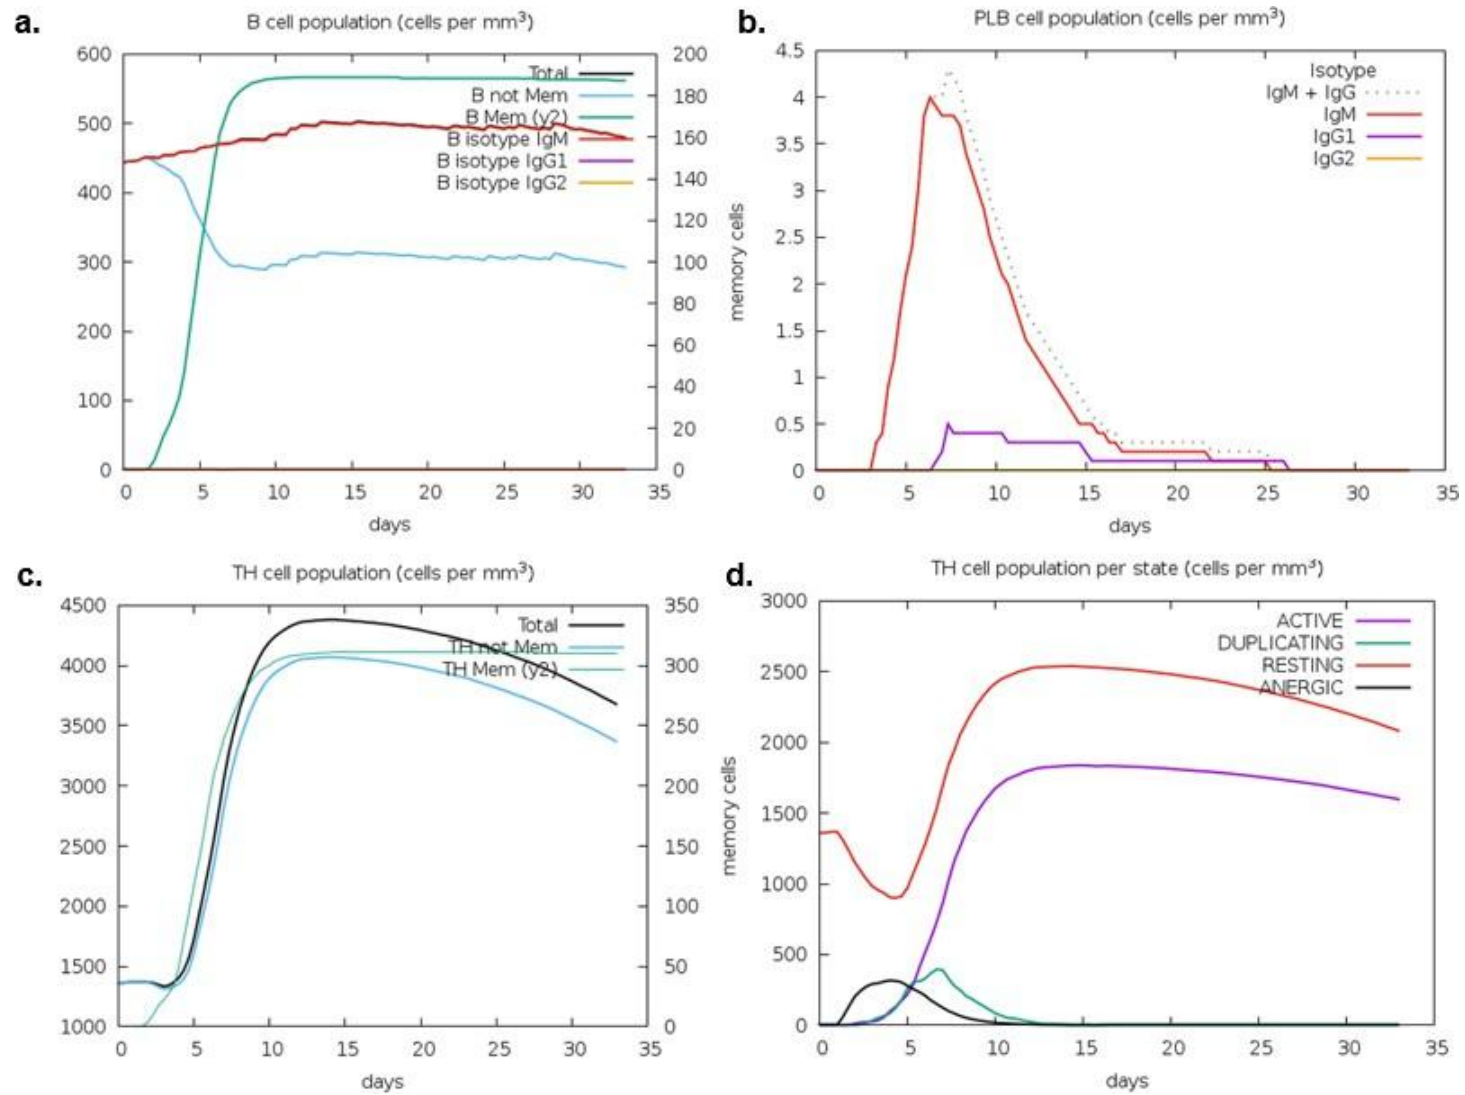 a.
B cell population (cells per mm³)
600
500
400
300
200
100
0
200
180
160
140
120
100
80
60
40
20
0
Total
B not Mem
B Mem (y2)
B isotype IgM
B isotype IgG1
B isotype IgG2
memory cells
0 5 10 15 20 25 30 35
days
b.
PLB cell population (cells per mm³)
4.5
4
3.5
3
2.5
2
1.5
1
0.5
0
Isotype
IgM + IgG
IgM
IgG1
IgG2
0 5 10 15 20 25 30 35
days
c.
TH cell population (cells per mm³)
4500
4000
3500
3000
2500
2000
1500
1000
350
300
250
200
150
100
50
0
Total
TH not Mem
TH Mem (y2)
memory cells
0 5 10 15 20 25 30 35
days
d.
TH cell population per state (cells per mm³)
3000
2500
2000
1500
1000
500
0
ACTIVE
DUPLICATING
RESTING
ANERGIC
0 5 10 15 20 25 30 35
days